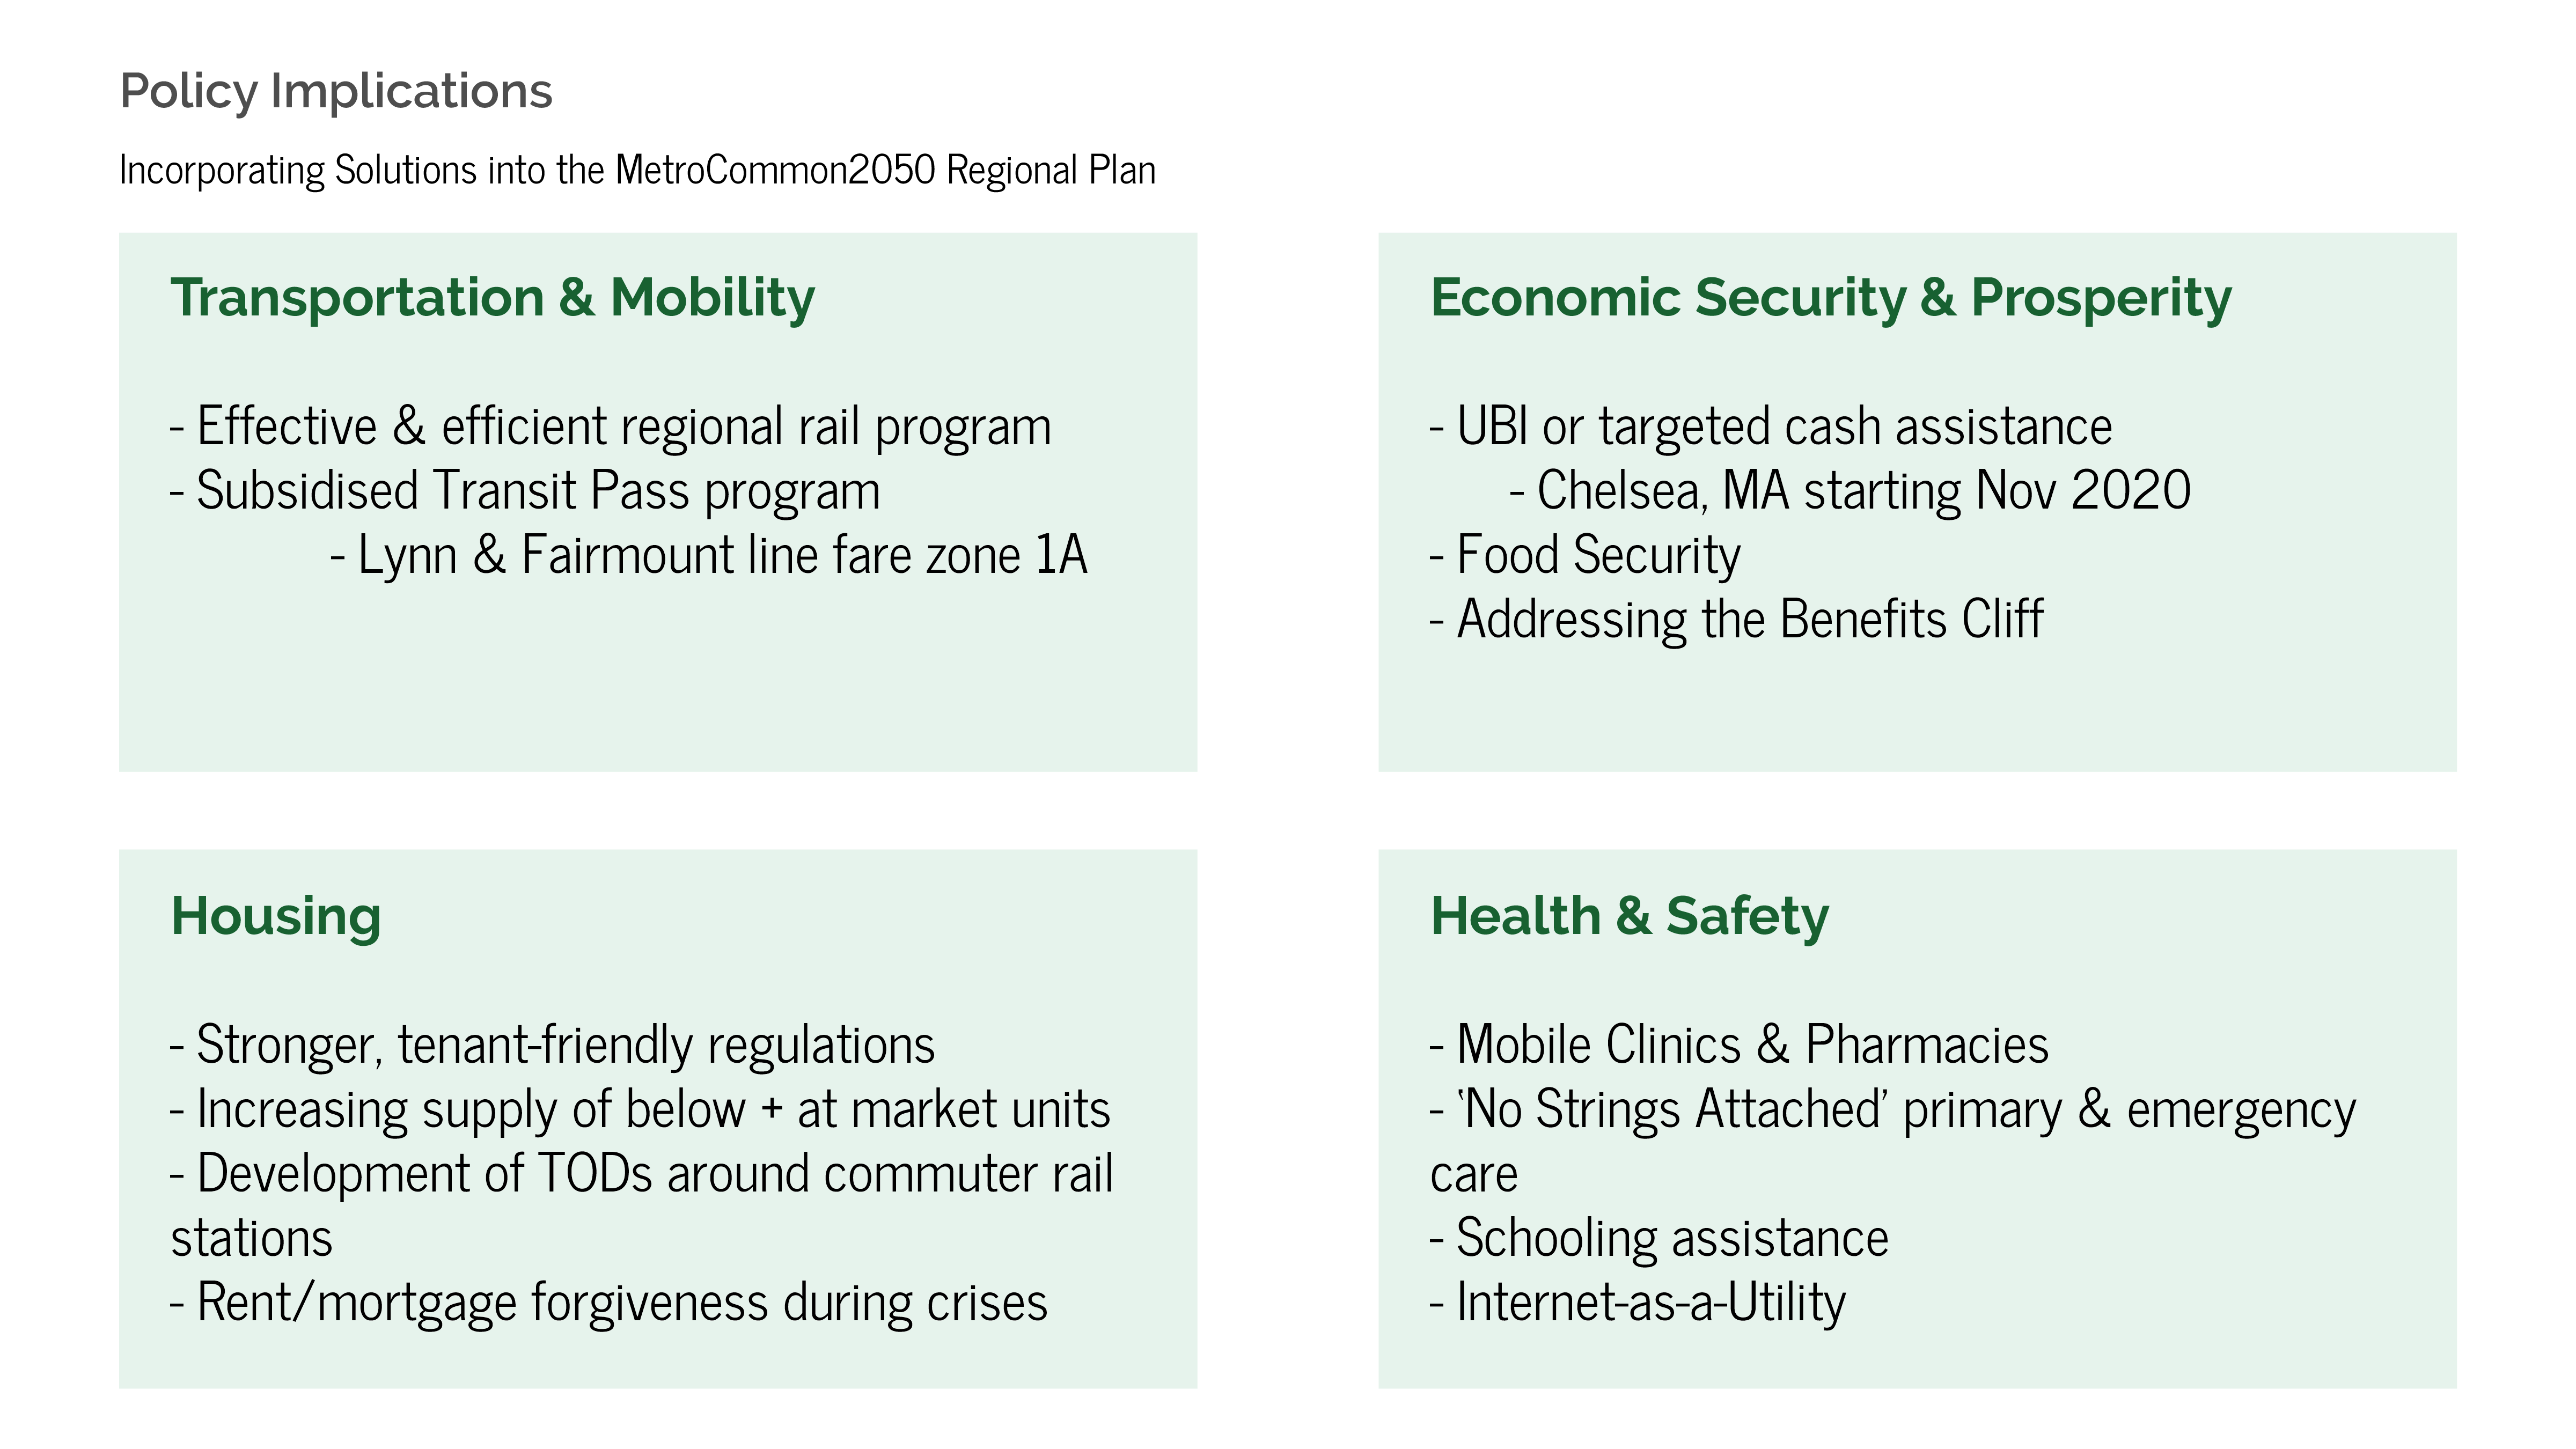 Policy Implications
Incorporating Solutions into the MetroCommon2050 Regional Plan
Transportation & Mobility
- Effective & efficient regional rail program
- Subsidised Transit Pass program
- Lynn & Fairmount line fare zone 1A
Economic Security & Prosperity
- UBI or targeted cash assistance
- Chelsea, MA starting Nov 2020
- Food Security
- Addressing the Benefits Cliff
Housing
- Stronger, tenant-friendly regulations
- Increasing supply of below + at market units
- Development of TODs around commuter rail
stations
- Rent/mortgage forgiveness during crises
Health & Safety
- Mobile Clinics & Pharmacies
- ‘No Strings Attached’ primary & emergency
care
- Schooling assistance
- Internet-as-a-Utility